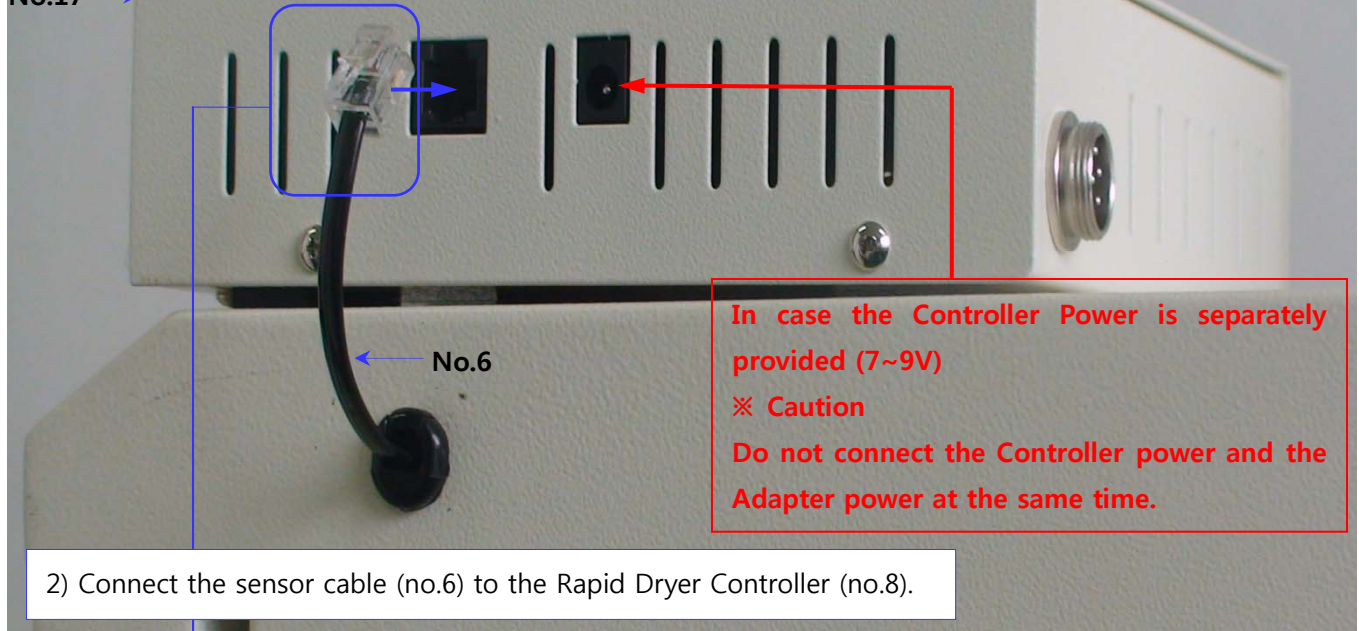 No.17
No.6
In case the Controller Power is separately
provided (7~9V)
※ Caution
Do not connect the Controller power and the
Adapter power at the same time.
2) Connect the sensor cable (no.6) to the Rapid Dryer Controller (no.8).